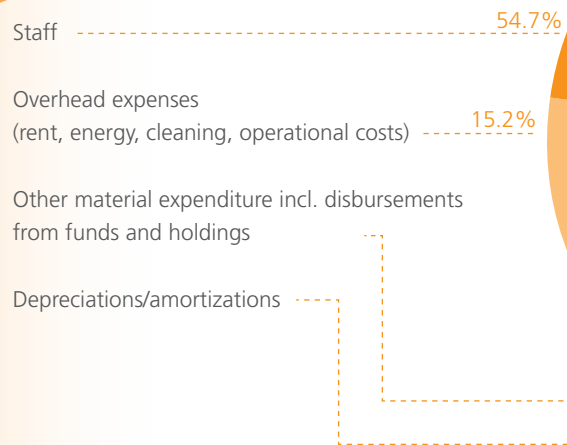 Staff 54.7%
Overhead expenses
(rent, energy, cleaning, operational costs) 15.2%
Other material expenditure incl. disbursements
from funds and holdings
Depreciations/amortizations